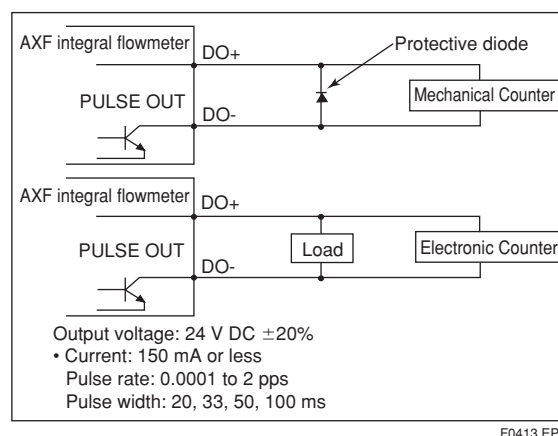 AXF integral flowmeter
DO+
Protective diode
PULSE OUT
Mechanical Counter
DO-
AXF integral flowmeter
DO+
PULSE OUT
Load
Electronic Counter
DO-
Output voltage: 24 V DC ±20%
• Current: 150 mA or less
Pulse rate: 0.0001 to 2 pps
Pulse width: 20, 33, 50, 100 ms